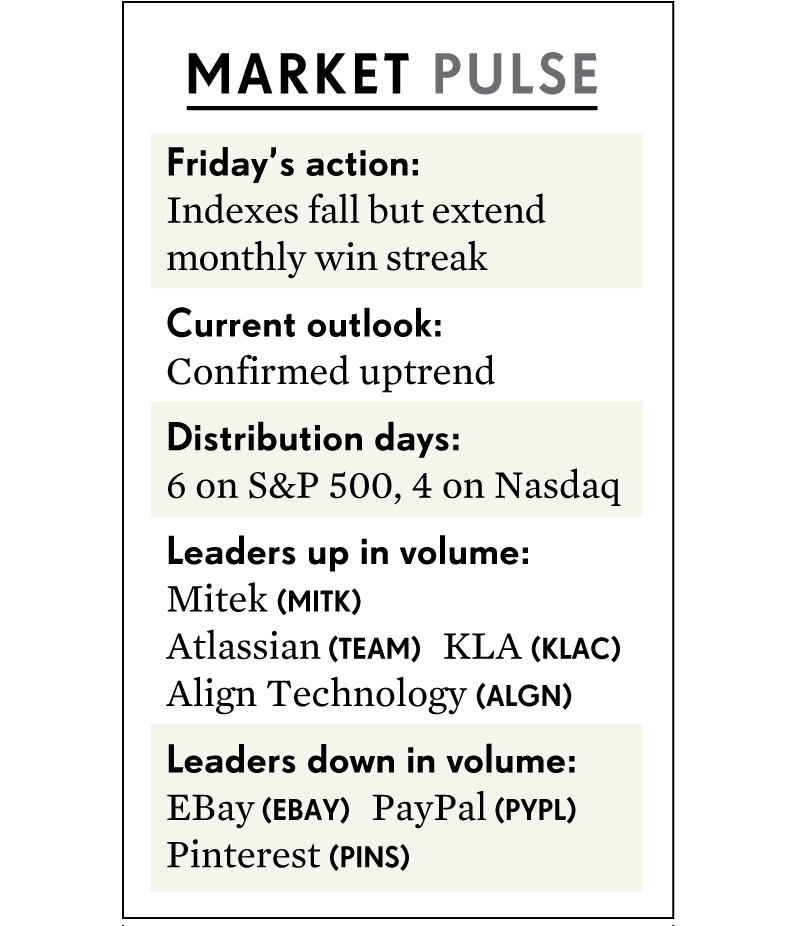 MARKET PULSE
Friday’s action:
Indexes fall but extend
monthly win streak
Current outlook:
Confirmed uptrend
Distribution days:
6 on S&P 500, 4 on Nasdaq
Leaders up in volume:
Mitek (MITK)
Atlassian (TEAM) KLA (KLAC)
Align Technology (ALGN)
Leaders down in volume:
EBay (EBAY) PayPal (PYPL)
Pinterest (PINS)